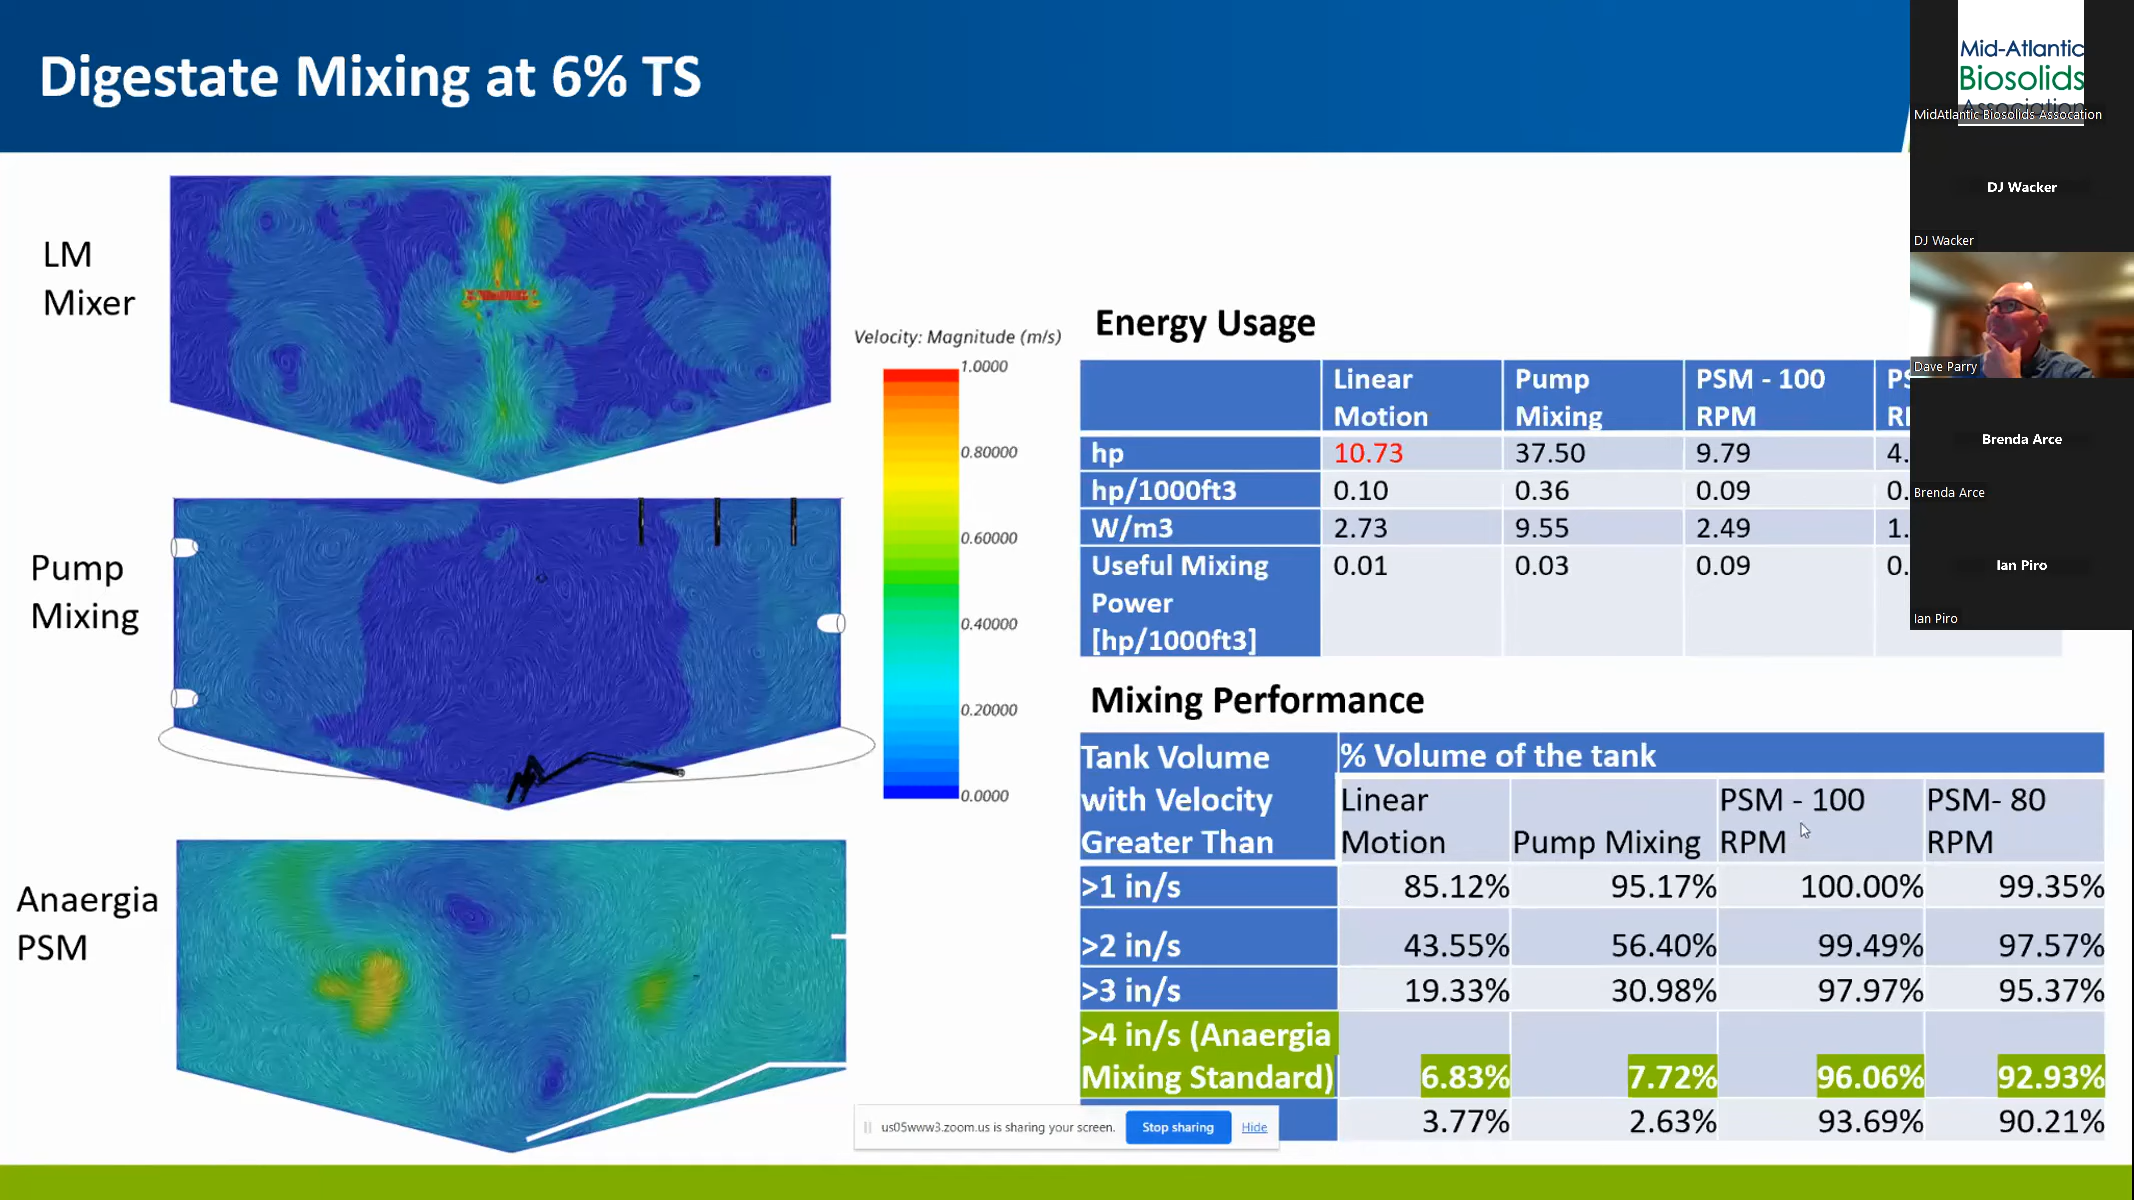 Digestate Mixing at 6% TS
LM
Mixer
Pump
Mixing
Anaergia
PSM
Velocity: Magnitude (m/s)
1.0000
0.80000
0.60000
0.40000
0.20000
0.0000
Energy Usage
Linear Motion Pump Mixing PSM - 100 RPM
hp 10.73 37.50 9.79 4.
hp/1000ft3 0.10 0.36 0.09 0.
W/m3 2.73 9.55 2.49 1.
Useful Mixing Power [hp/1000ft3] 0.01 0.03 0.09 0.
Mixing Performance
Tank Volume with Velocity Greater Than % Volume of the tank
Linear Motion Pump Mixing PSM - 100 RPM PSM- 80 RPM
>1 in/s 85.12% 95.17% 100.00% 99.35%
>2 in/s 43.55% 56.40% 99.49% 97.57%
>3 in/s 19.33% 30.98% 97.97% 95.37%
>4 in/s (Anaergia Mixing Standard) 6.83% 7.72% 96.06% 92.93%
3.77% 2.63% 93.69% 90.21%
us05www3.zoom.us is sharing your screen. Stop sharing Hide
Mid-Atlantic
Biosolids
Association
MidAtlantic Biosolids Assocation
DJ Wacker
DJ Wacker
Dave Parry
Brenda Arce
Brenda Arce
Ian Piro
Ian Piro